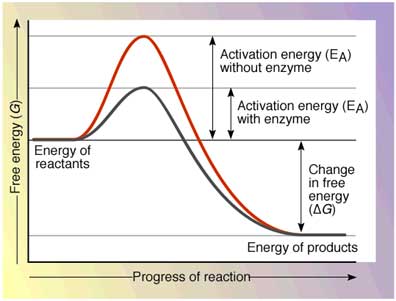 Activation energy (EA)
without enzyme
Activation energy (EA)
with enzyme
Energy of
reactants
Change
in free
energy
(ΔG)
Energy of products
Free energy (G)
Progress of reaction